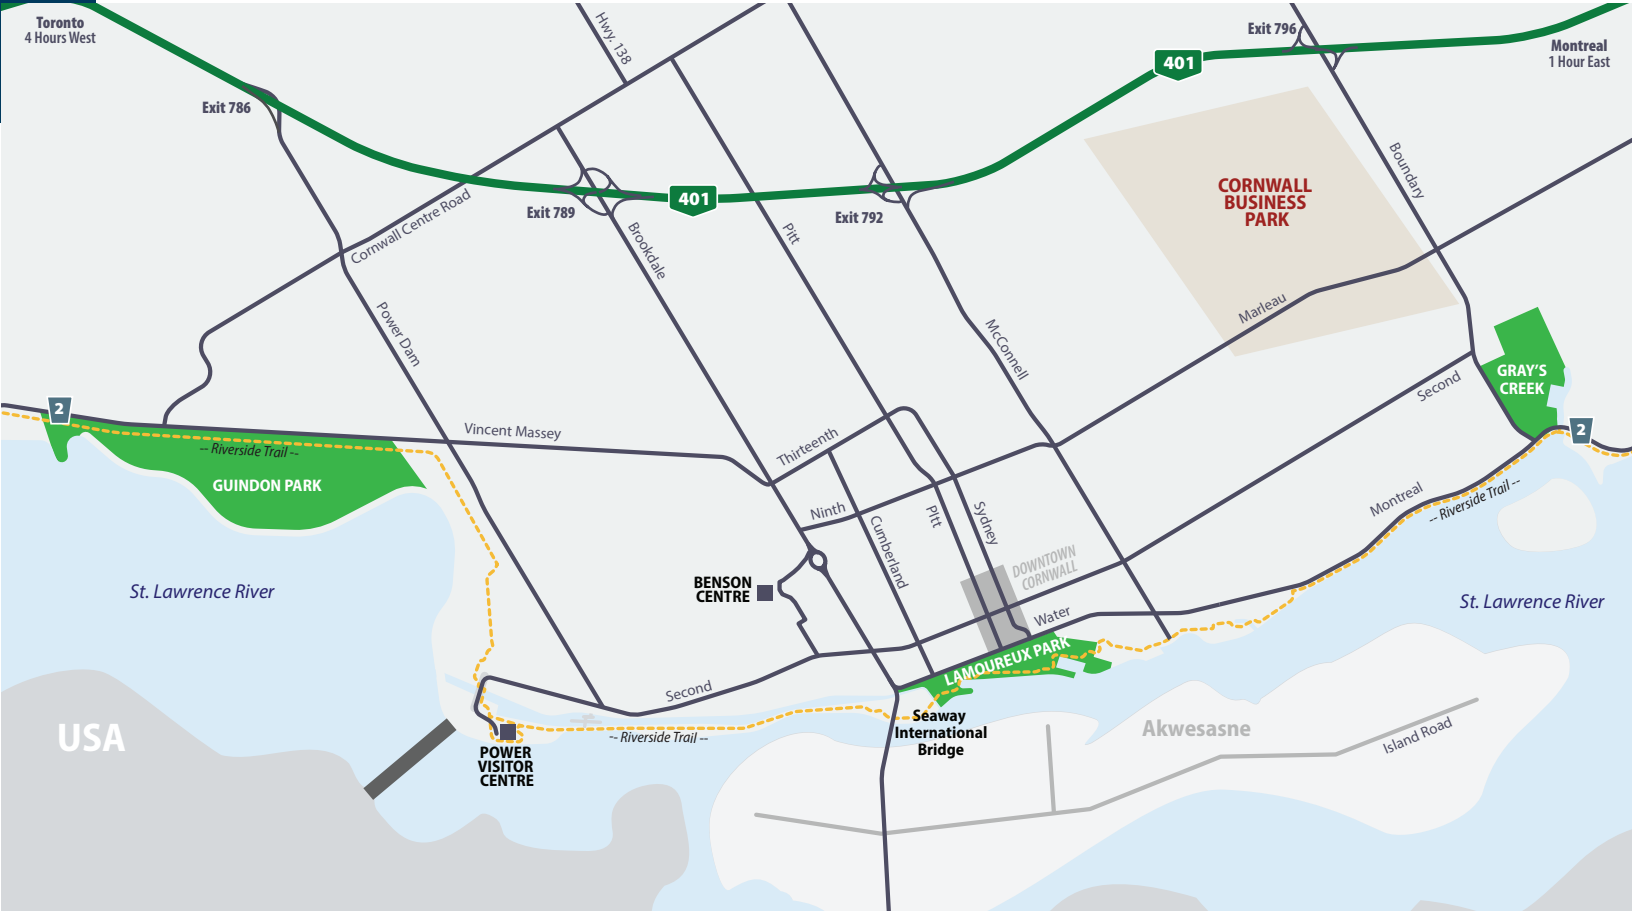 Toronto
4 Hours West
Hwy. 138
Exit 796
Montreal
1 Hour East
401
Exit 786
Boundary
CORNWALL
BUSINESS
PARK
401
Exit 789
Exit 792
Cornwall Centre Road
Brookdale
Pitt
Marleau
Power Dam
McConnell
GRAY'S
CREEK
Second
2
Vincent Massey
2
Thirteenth
-- Riverside Trail --
GUINDON PARK
Montreal
-- Riverside Trail --
Ninth
Cumberland
Pitt
Sydney
DOWNTOWN
CORNWALL
BENSON
CENTRE
St. Lawrence River
St. Lawrence River
Water
LAMOUREUX PARK
Second
Seaway
International
Bridge
Akwesasne
Island Road
USA
-- Riverside Trail --
POWER
VISITOR
CENTRE